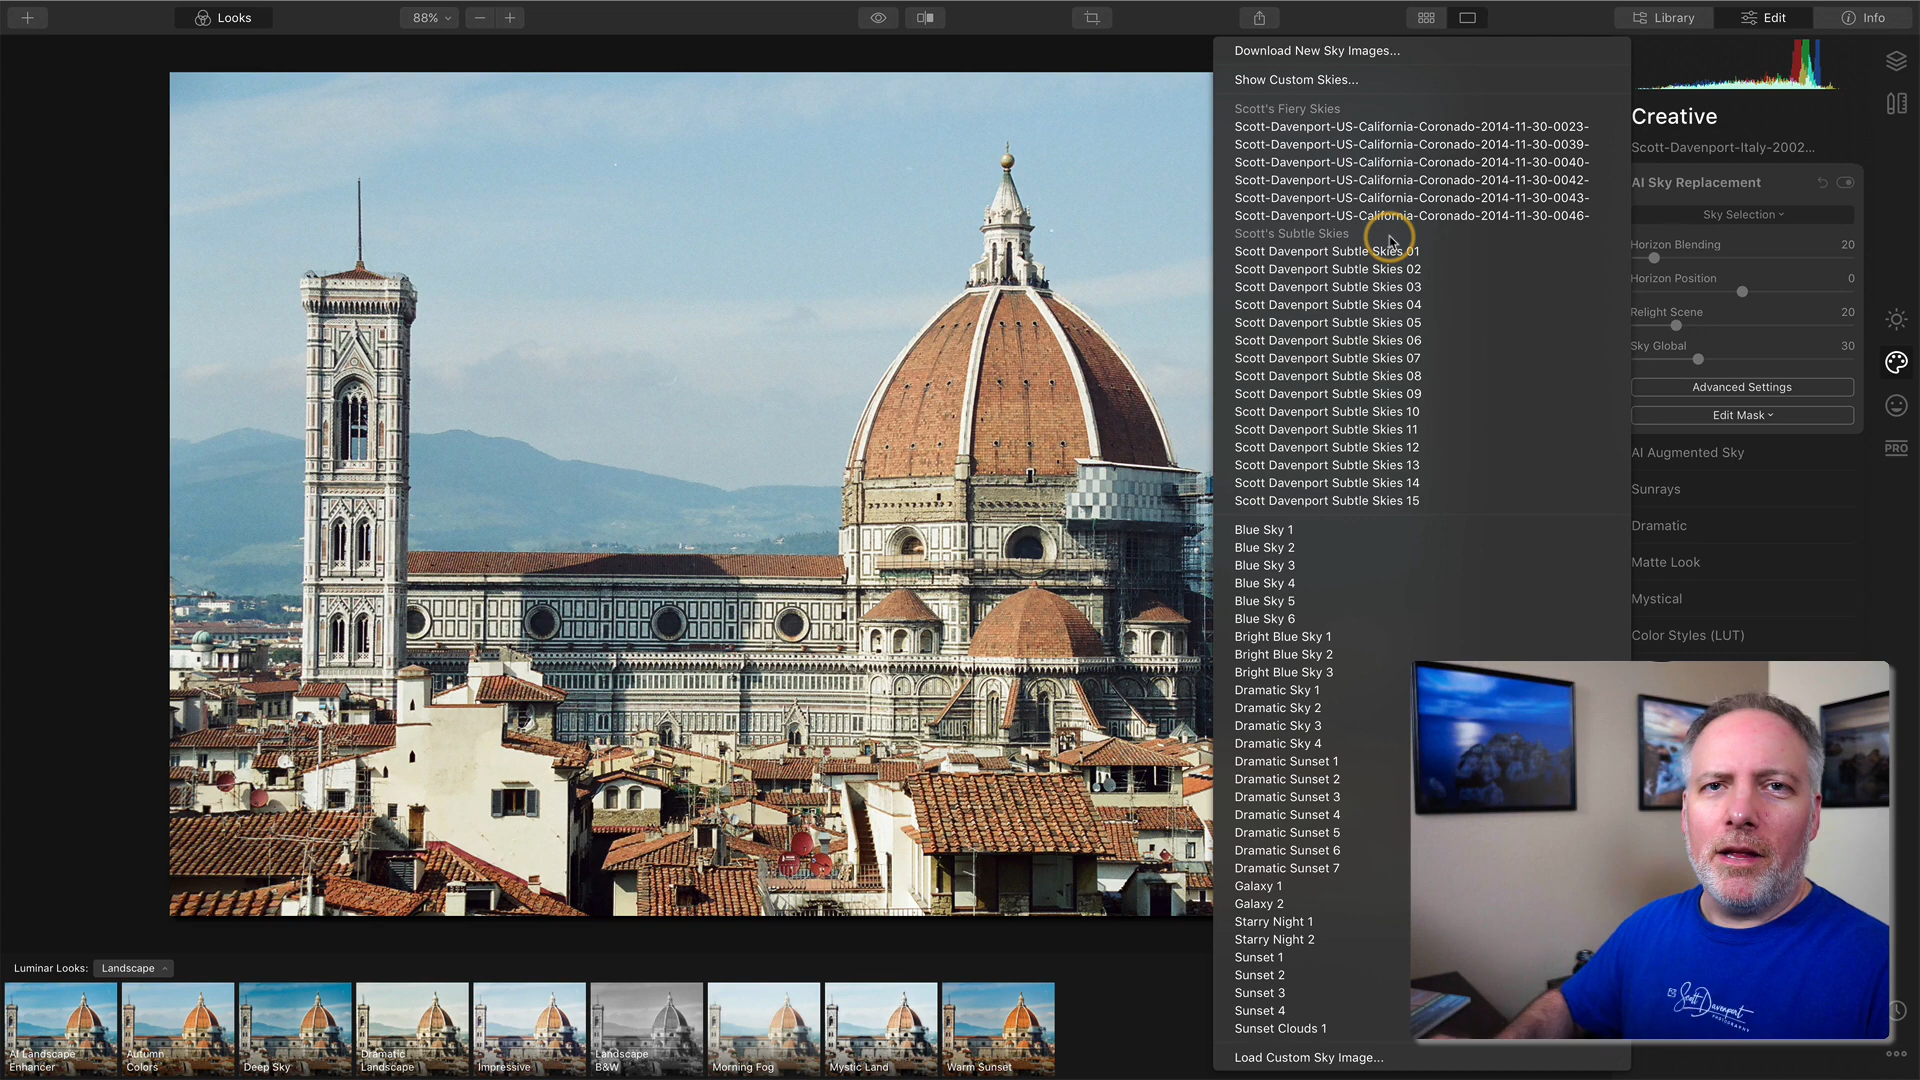 Looks
88%
Library
Edit
Info
Download New Sky Images...
Show Custom Skies...
Scott's Fiery Skies
Scott-Davenport-US-California-Coronado-2014-11-30-0023-
Scott-Davenport-US-California-Coronado-2014-11-30-0039-
Scott-Davenport-US-California-Coronado-2014-11-30-0040-
Scott-Davenport-US-California-Coronado-2014-11-30-0042-
Scott-Davenport-US-California-Coronado-2014-11-30-0043-
Scott-Davenport-US-California-Coronado-2014-11-30-0046-
Scott's Subtle Skies
Scott Davenport Subtle Skies 01
Scott Davenport Subtle Skies 02
Scott Davenport Subtle Skies 03
Scott Davenport Subtle Skies 04
Scott Davenport Subtle Skies 05
Scott Davenport Subtle Skies 06
Scott Davenport Subtle Skies 07
Scott Davenport Subtle Skies 08
Scott Davenport Subtle Skies 09
Scott Davenport Subtle Skies 10
Scott Davenport Subtle Skies 11
Scott Davenport Subtle Skies 12
Scott Davenport Subtle Skies 13
Scott Davenport Subtle Skies 14
Scott Davenport Subtle Skies 15
Blue Sky 1
Blue Sky 2
Blue Sky 3
Blue Sky 4
Blue Sky 5
Blue Sky 6
Bright Blue Sky 1
Bright Blue Sky 2
Bright Blue Sky 3
Dramatic Sky 1
Dramatic Sky 2
Dramatic Sky 3
Dramatic Sky 4
Dramatic Sunset 1
Dramatic Sunset 2
Dramatic Sunset 3
Dramatic Sunset 4
Dramatic Sunset 5
Dramatic Sunset 6
Dramatic Sunset 7
Galaxy 1
Galaxy 2
Starry Night 1
Starry Night 2
Sunset 1
Sunset 2
Sunset 3
Sunset 4
Sunset Clouds 1
Load Custom Sky Image...
Creative
Scott-Davenport-Italy-2002...
AI Sky Replacement
Sky Selection
Horizon Blending 20
Horizon Position 0
Relight Scene 20
Sky Global 30
Advanced Settings
Edit Mask
AI Augmented Sky
Sunrays
Dramatic
Matte Look
Mystical
Color Styles (LUT)
PRO
Scott Davenport
PHOTOGRAPHY
Luminar Looks: Landscape
AI Landscape
Enhancer
Autumn
Colors
Deep Sky
Dramatic
Landscape
Impressive
Landscape
B&W
Morning Fog
Mystic Land
Warm Sunset